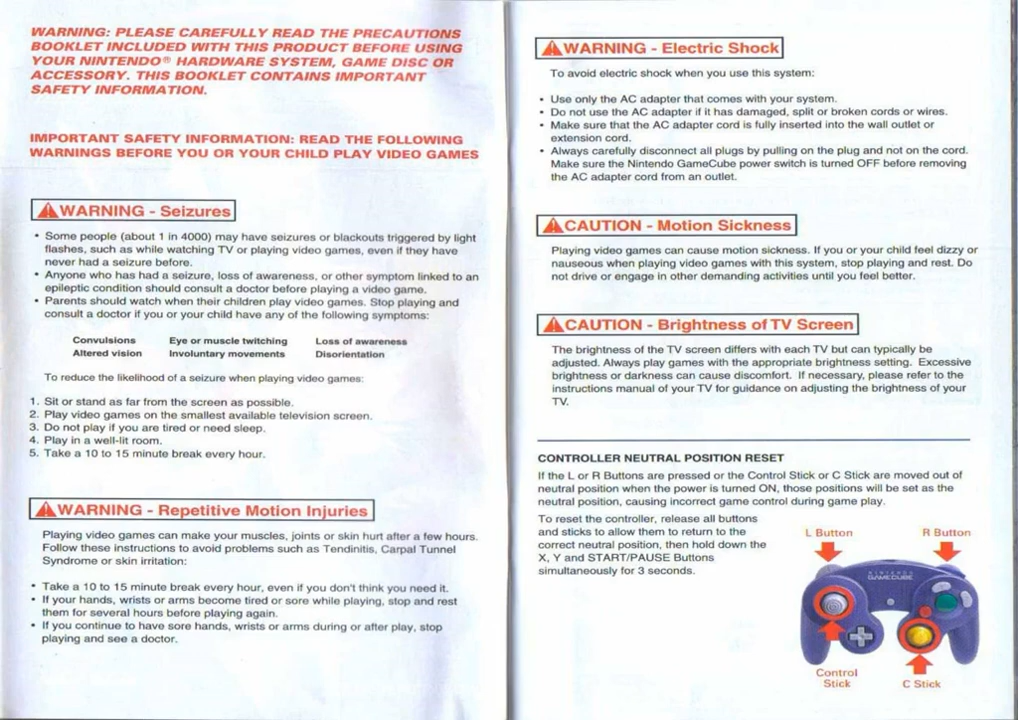 WARNING: PLEASE CAREFULLY READ THE PRECAUTIONS
BOOKLET INCLUDED WITH THIS PRODUCT BEFORE USING
YOUR NINTENDO® HARDWARE SYSTEM, GAME DISC OR
ACCESSORY. THIS BOOKLET CONTAINS IMPORTANT
SAFETY INFORMATION.
IMPORTANT SAFETY INFORMATION: READ THE FOLLOWING
WARNINGS BEFORE YOU OR YOUR CHILD PLAY VIDEO GAMES
WARNING - Seizures
• Some people (about 1 in 4000) may have seizures or blackouts triggered by light
flashes, such as while watching TV or playing video games, even if they have
never had a seizure before.
• Anyone who has had a seizure, loss of awareness, or other symptom linked to an
epileptic condition should consult a doctor before playing a video game.
• Parents should watch when their children play video games. Stop playing and
consult a doctor if you or your child have any of the following symptoms:
Convulsions Eye or muscle twitching Loss of awareness
Altered vision Involuntary movements Disorientation
To reduce the likelihood of a seizure when playing video games:
1. Sit or stand as far from the screen as possible.
2. Play video games on the smallest available television screen.
3. Do not play if you are tired or need sleep.
4. Play in a well-lit room.
5. Take a 10 to 15 minute break every hour.
WARNING - Repetitive Motion Injuries
Playing video games can make your muscles, joints or skin hurt after a few hours.
Follow these instructions to avoid problems such as Tendinitis, Carpal Tunnel
Syndrome or skin irritation:
• Take a 10 to 15 minute break every hour, even if you don't think you need it.
• If your hands, wrists or arms become tired or sore while playing, stop and rest
them for several hours before playing again.
• If you continue to have sore hands, wrists or arms during or after play, stop
playing and see a doctor.
WARNING - Electric Shock
To avoid electric shock when you use this system:
• Use only the AC adapter that comes with your system.
• Do not use the AC adapter if it has damaged, split or broken cords or wires.
• Make sure that the AC adapter cord is fully inserted into the wall outlet or
extension cord.
• Always carefully disconnect all plugs by pulling on the plug and not on the cord.
Make sure the Nintendo GameCube power switch is turned OFF before removing
the AC adapter cord from an outlet.
CAUTION - Motion Sickness
Playing video games can cause motion sickness. If you or your child feel dizzy or
nauseous when playing video games with this system, stop playing and rest. Do
not drive or engage in other demanding activities until you feel better.
CAUTION - Brightness of TV Screen
The brightness of the TV screen differs with each TV but can typically be
adjusted. Always play games with the appropriate brightness setting. Excessive
brightness or darkness can cause discomfort. If necessary, please refer to the
instructions manual of your TV for guidance on adjusting the brightness of your
TV.
CONTROLLER NEUTRAL POSITION RESET
If the L or R Buttons are pressed or the Control Stick or C Stick are moved out of
neutral position when the power is turned ON, those positions will be set as the
neutral position, causing incorrect game control during game play.
To reset the controller, release all buttons
and sticks to allow them to return to the
correct neutral position, then hold down the
X, Y and START/PAUSE Buttons
simultaneously for 3 seconds.
L Button R Button
NINTENDO
GAMECUBE
Control
Stick
C Stick